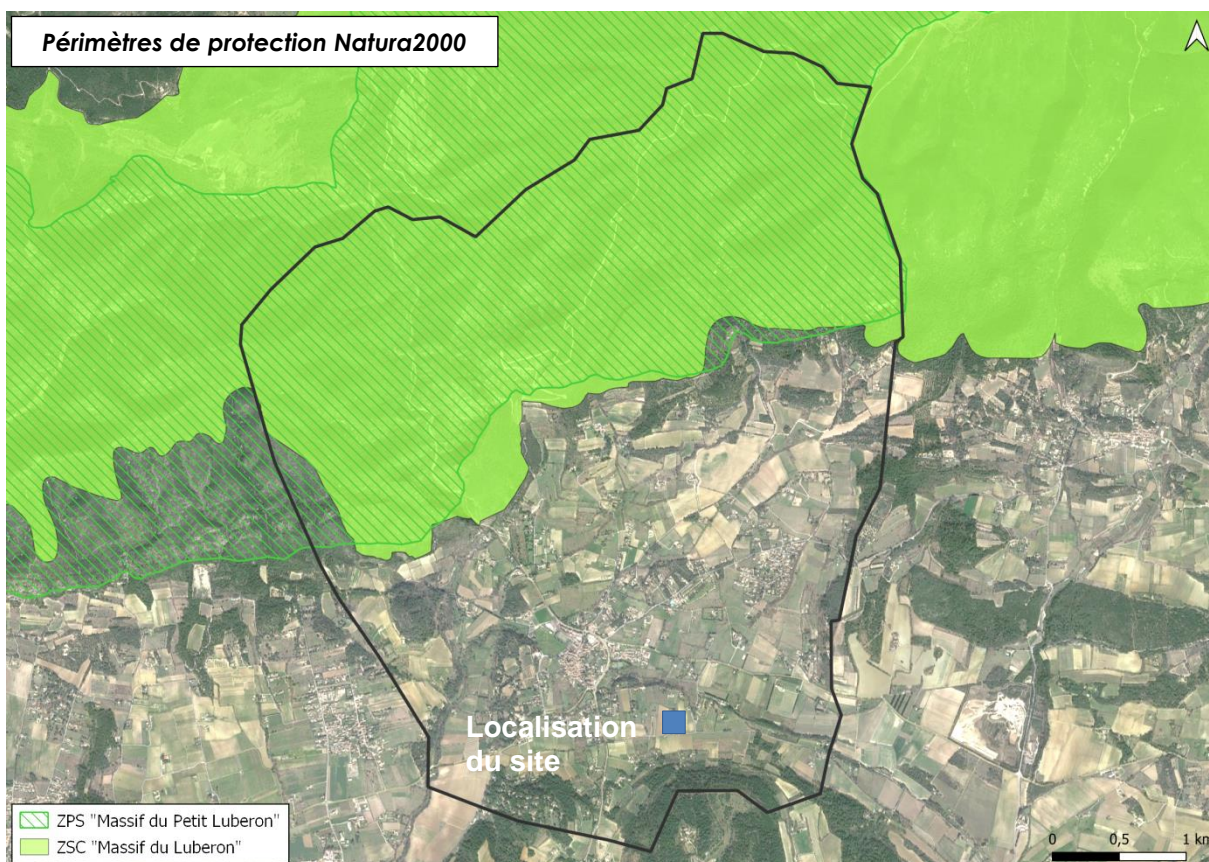 Périmètres de protection Natura2000
Localisation
du site
ZPS "Massif du Petit Luberon"
ZSC "Massif du Luberon"
0 0,5 1 km